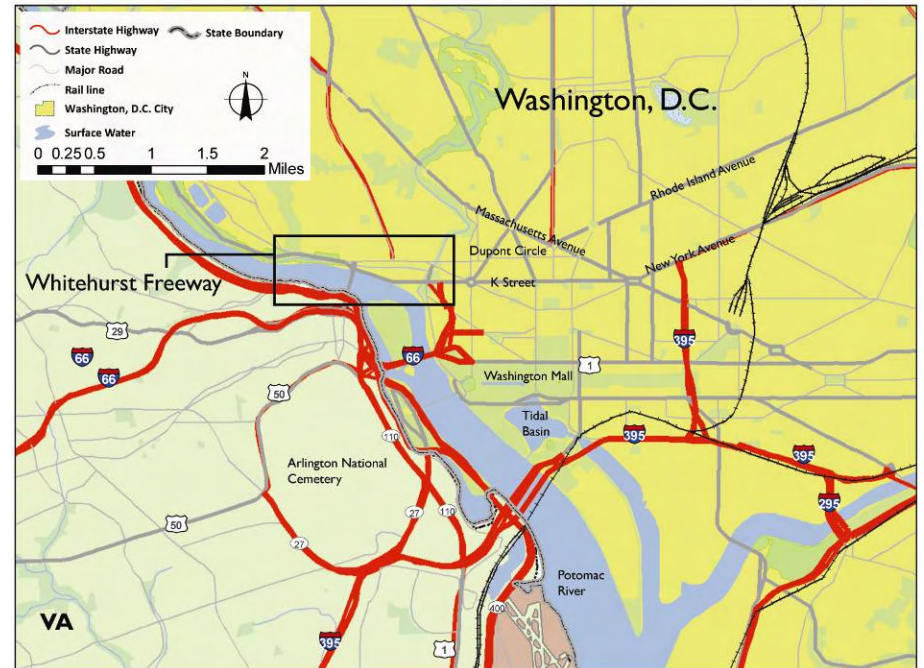 Interstate Highway
State Boundary
State Highway
Major Road
Rail line
Washington, D.C. City
Surface Water
N
0 0.25 0.5 1 1.5 2
Miles
Washington, D.C.
Rhode Island Avenue
Massachusetts Avenue
Dupont Circle
New York Avenue
K Street
Whitehurst Freeway
29
66
66
66
395
1
Washington Mall
50
Tidal
Basin
110
395
395
Arlington National
Cemetery
295
50
27
110
27
Potomac
River
400
VA
395
1